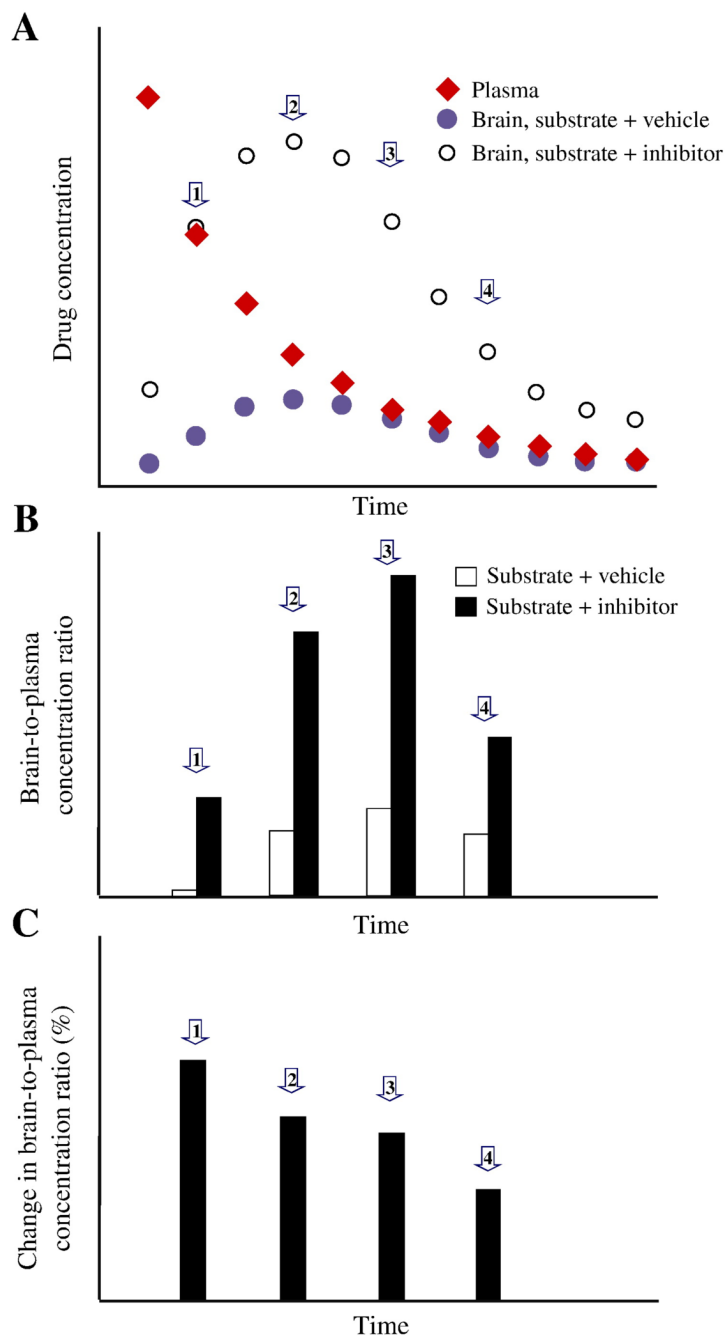 A
Plasma
Brain, substrate + vehicle
Brain, substrate + inhibitor
1
2
3
4
Drug concentration
Time
B
Substrate + vehicle
Substrate + inhibitor
1
2
3
4
Brain-to-plasma
concentration ratio
Time
C
1
2
3
4
Change in brain-to-plasma
concentration ratio (%)
Time